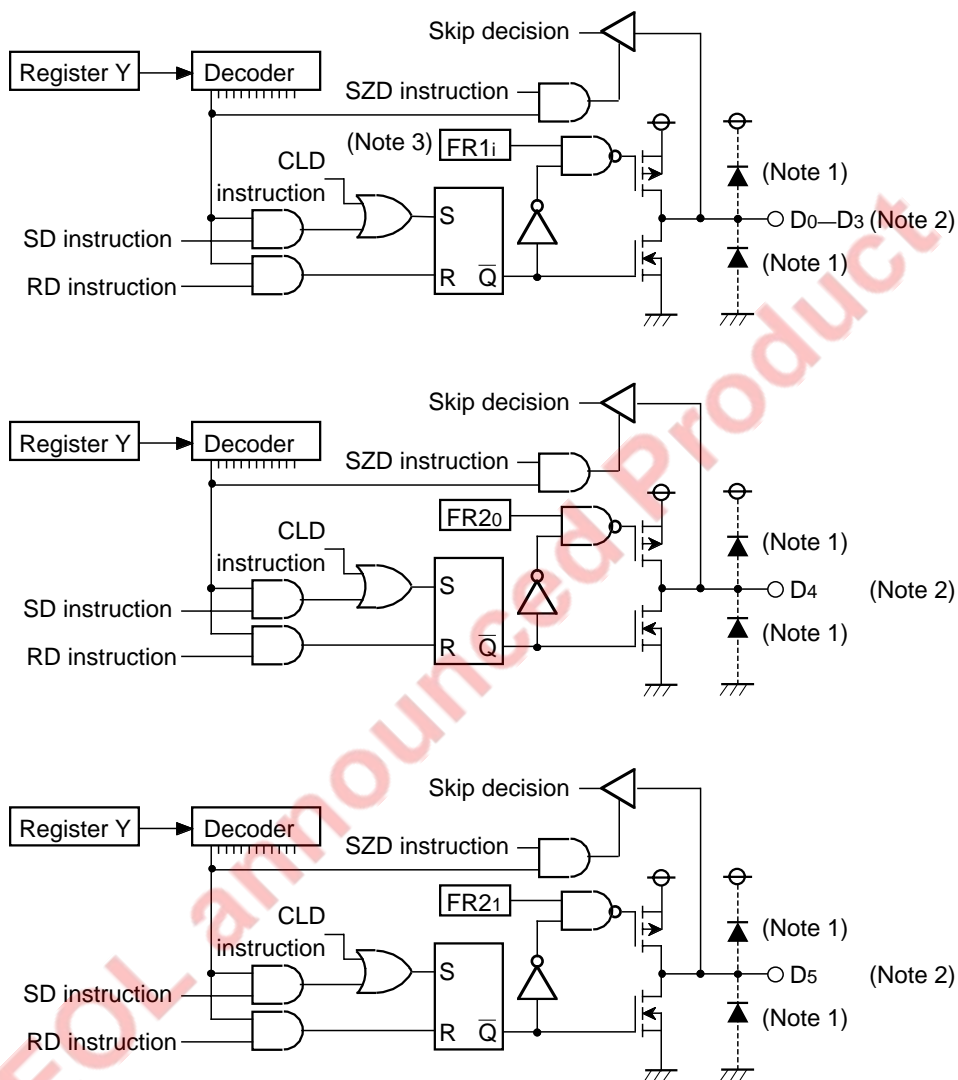 Skip decision
Register Y
Decoder
SZD instruction
(Note 3)
FR1i
CLD
instruction
(Note 1)
S
D0—D3 (Note 2)
SD instruction
(Note 1)
RD instruction
R
Q̅
Skip decision
Register Y
Decoder
SZD instruction
FR20
CLD
instruction
(Note 1)
S
D4 (Note 2)
SD instruction
(Note 1)
RD instruction
R
Q̅
Skip decision
Register Y
Decoder
SZD instruction
FR21
CLD
instruction
(Note 1)
S
D5 (Note 2)
SD instruction
(Note 1)
RD instruction
R
Q̅
EOL announced Product